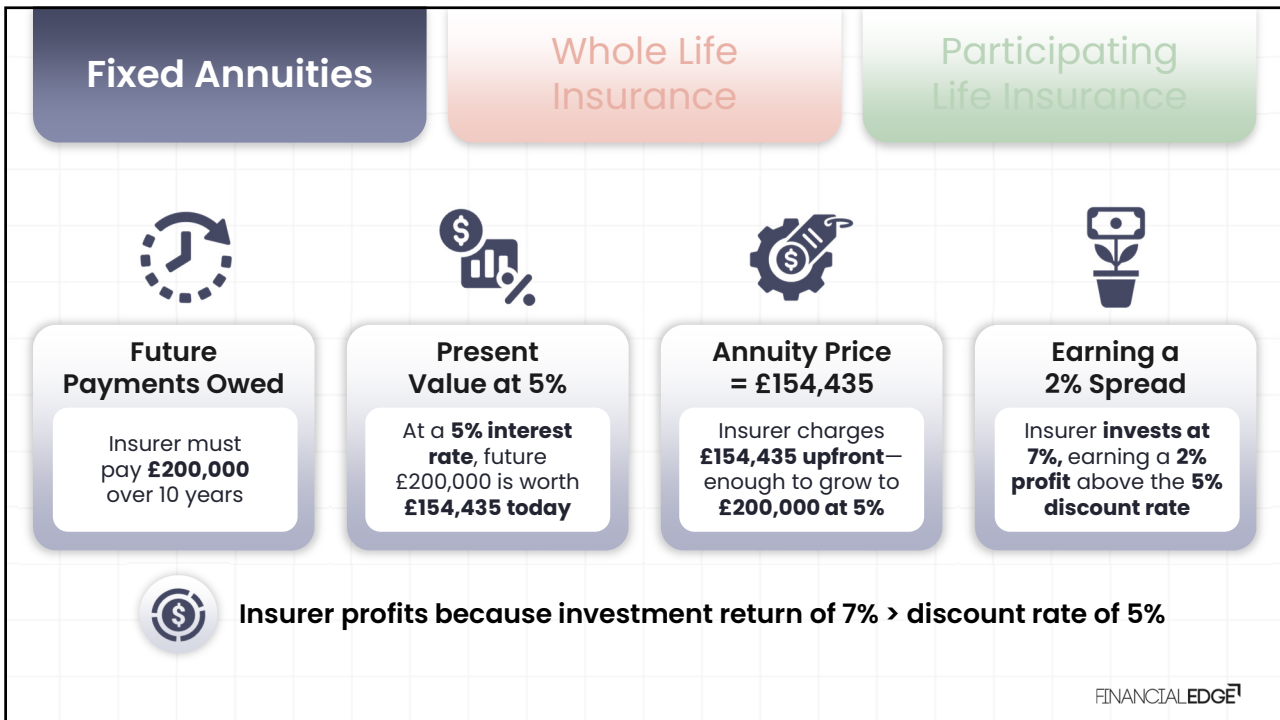 Fixed Annuities
Whole Life
Insurance
Participating
Life Insurance
Future
Payments Owed
Insurer must
pay £200,000
over 10 years
Present
Value at 5%
At a 5% interest
rate, future
£200,000 is worth
£154,435 today
Annuity Price
= £154,435
Insurer charges
£154,435 upfront—
enough to grow to
£200,000 at 5%
Earning a
2% Spread
Insurer invests at
7%, earning a 2%
profit above the 5%
discount rate
Insurer profits because investment return of 7% > discount rate of 5%
FINANCIALEDGE